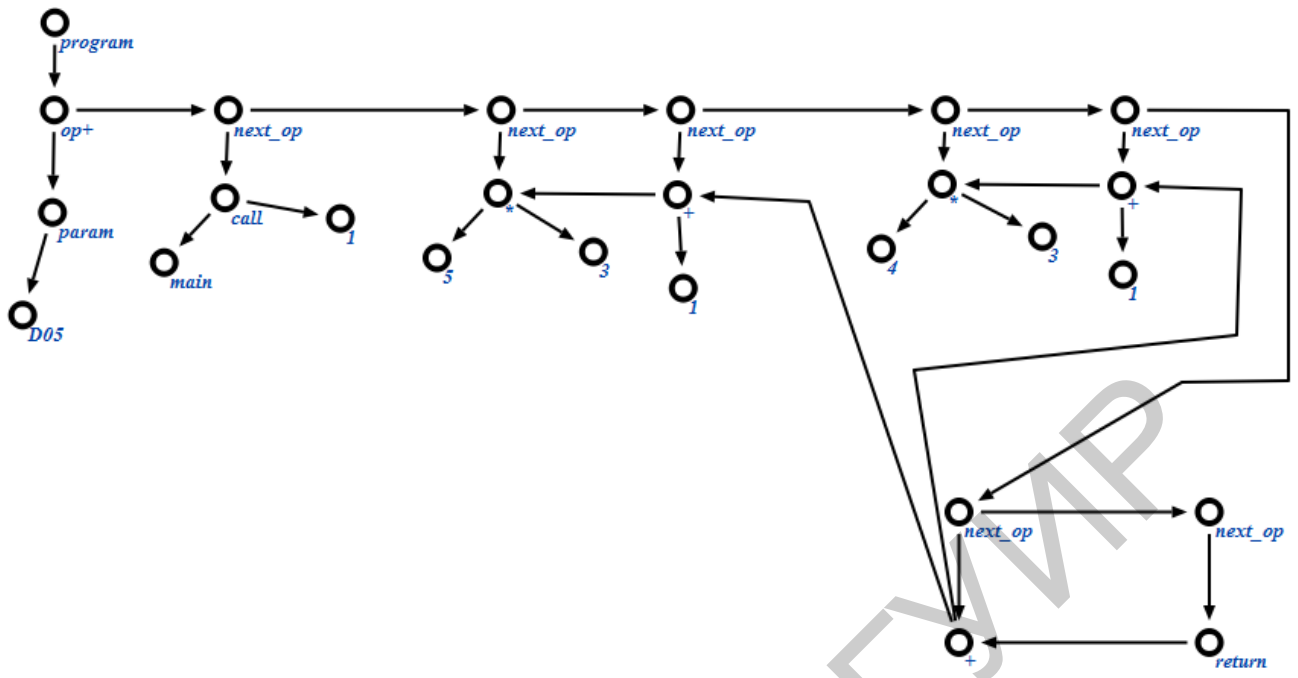 program
op+
next_op
next_op
next_op
next_op
next_op
param
call
1
*
+
*
+
main
5
3
4
3
D05
1
1
next_op
next_op
+
return
ГУИР